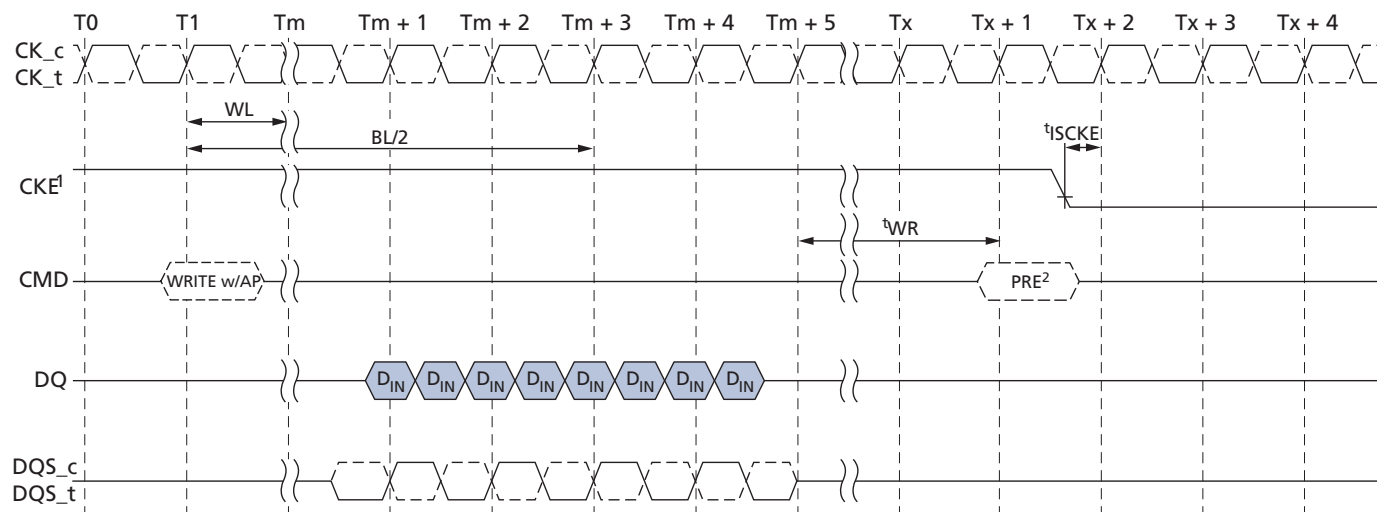 T0 T1 Tm Tm + 1 Tm + 2 Tm + 3 Tm + 4 Tm + 5 Tx Tx + 1 Tx + 2 Tx + 3 Tx + 4
CK_c
CK_t
WL
BL/2
tISCKE
CKE1
tWR
CMD WRITE w/AP PRE2
DQ DIN DIN DIN DIN DIN DIN DIN DIN
DQS_c
DQS_t